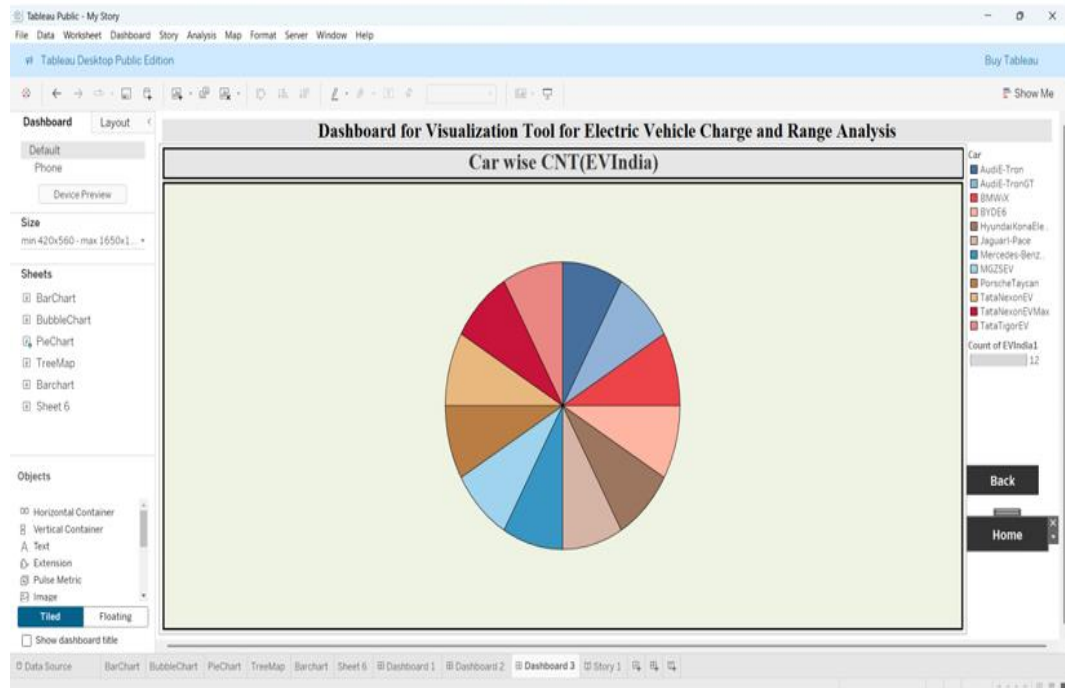 Tableau Public - My Story
File Data Worksheet Dashboard Story Analysis Map Format Server Window Help
Tableau Desktop Public Edition
Buy Tableau
Show Me
Dashboard Layout
Default
Phone
Device Preview
Size
min 420x560 - max 1650x1...
Sheets
BarChart
BubbleChart
PieChart
TreeMap
Barchart
Sheet 6
Objects
Horizontal Container
Vertical Container
Text
Extension
Pulse Metric
Image
Tiled Floating
Show dashboard title
Dashboard for Visualization Tool for Electric Vehicle Charge and Range Analysis
Car wise CNT(EVIndia)
Car
AudiE-Tron
AudiE-TronGT
BMWiX
BYDE6
HyundaiKonaEle..
JaguarI-Pace
Mercedes-Benz..
MGZSEV
PorscheTaycan
TataNexonEV
TataNexonEVMax
TataTigorEV
Count of EVIndia1
12
Back
Home
Data Source BarChart BubbleChart PieChart TreeMap Barchart Sheet 6 Dashboard 1 Dashboard 2 Dashboard 3 Story 1